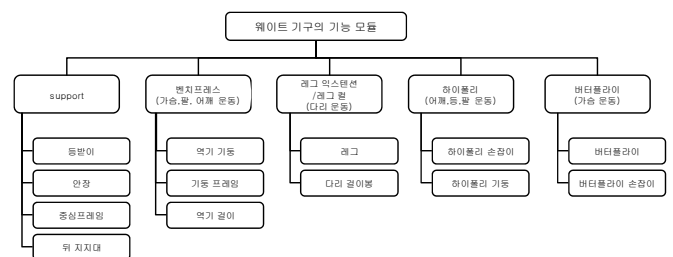 웨이트 기구의 기능 모듈
support
벤치프레스
(가슴,팔, 어깨 운동)
레그 익스텐션
/레그 컬
(다리 운동)
하이풀리
(어깨,등,팔 운동)
버터플라이
(가슴 운동)
등받이
역기 기둥
레그
하이풀리 손잡이
버터플라이
안장
기둥 프레임
다리 걸이봉
하이풀리 기둥
버터플라이 손잡이
중심프레임
역기 걸이
뒤 지지대